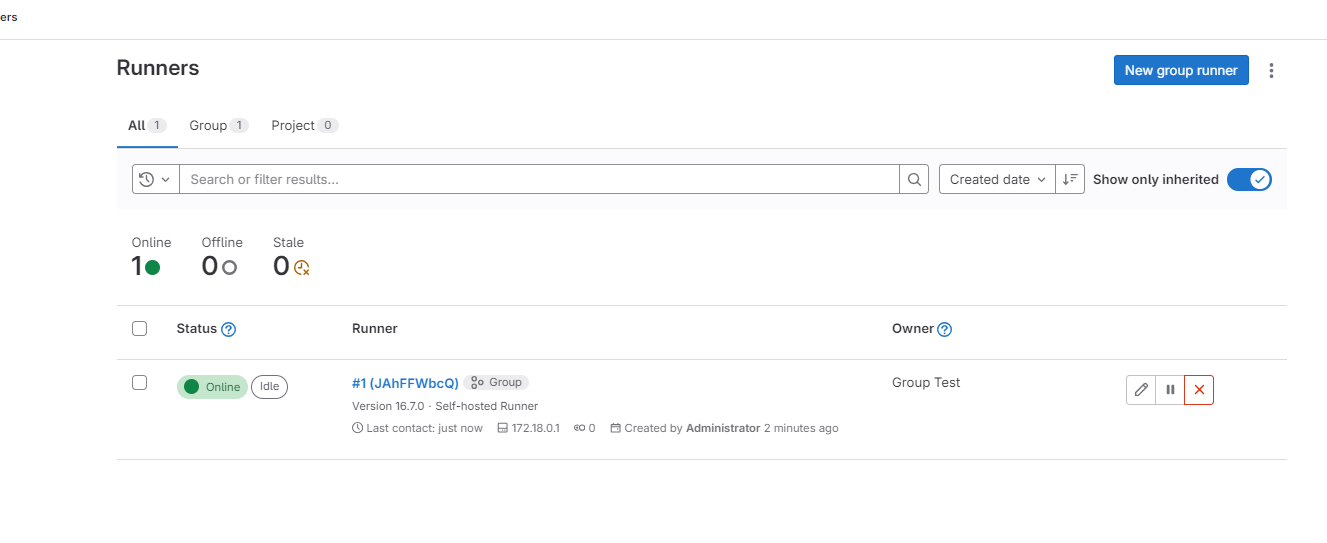 ers
Runners
New group runner
All 1
Group 1
Project 0
Search or filter results...
Created date
Show only inherited
Online
Offline
Stale
1
0
0
Status ?
Runner
Owner ?
Online
Idle
#1 (JAhFFWbcQ)
Group
Group Test
Version 16.7.0 · Self-hosted Runner
Last contact: just now
172.18.0.1
0
Created by Administrator 2 minutes ago